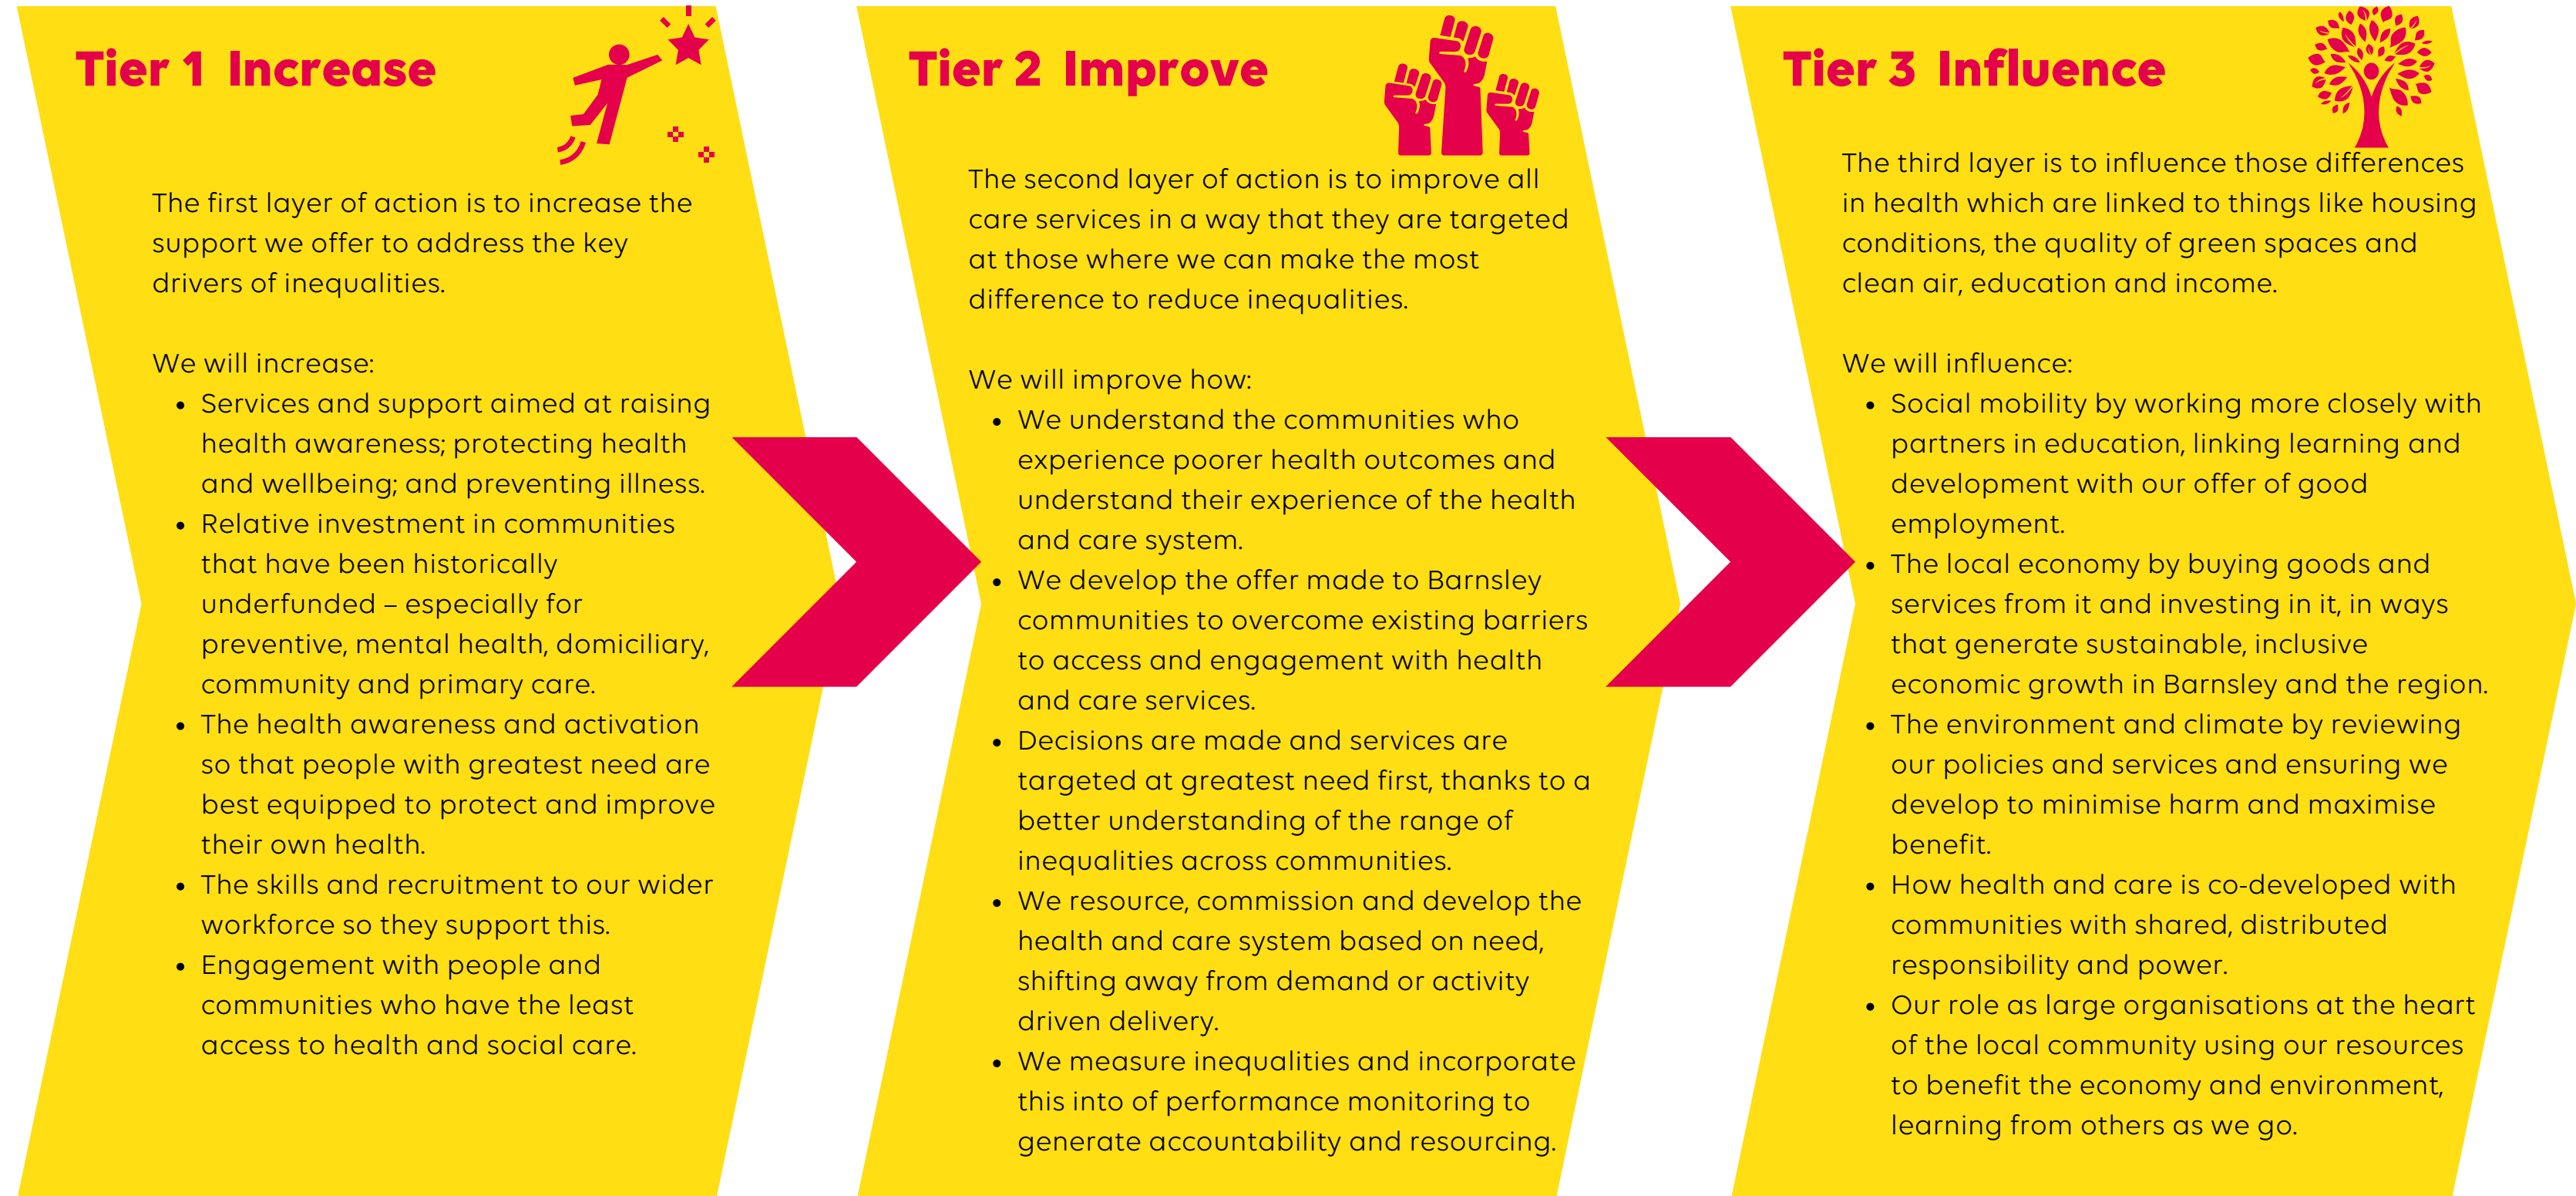 Tier 1 Increase
The first layer of action is to increase the
support we offer to address the key
drivers of inequalities.
We will increase:
• Services and support aimed at raising
health awareness; protecting health
and wellbeing; and preventing illness.
• Relative investment in communities
that have been historically
underfunded – especially for
preventive, mental health, domiciliary,
community and primary care.
• The health awareness and activation
so that people with greatest need are
best equipped to protect and improve
their own health.
• The skills and recruitment to our wider
workforce so they support this.
• Engagement with people and
communities who have the least
access to health and social care.
Tier 2 Improve
The second layer of action is to improve all
care services in a way that they are targeted
at those where we can make the most
difference to reduce inequalities.
We will improve how:
• We understand the communities who
experience poorer health outcomes and
understand their experience of the health
and care system.
• We develop the offer made to Barnsley
communities to overcome existing barriers
to access and engagement with health
and care services.
• Decisions are made and services are
targeted at greatest need first, thanks to a
better understanding of the range of
inequalities across communities.
• We resource, commission and develop the
health and care system based on need,
shifting away from demand or activity
driven delivery.
• We measure inequalities and incorporate
this into of performance monitoring to
generate accountability and resourcing.
Tier 3 Influence
The third layer is to influence those differences
in health which are linked to things like housing
conditions, the quality of green spaces and
clean air, education and income.
We will influence:
• Social mobility by working more closely with
partners in education, linking learning and
development with our offer of good
employment.
• The local economy by buying goods and
services from it and investing in it, in ways
that generate sustainable, inclusive
economic growth in Barnsley and the region.
• The environment and climate by reviewing
our policies and services and ensuring we
develop to minimise harm and maximise
benefit.
• How health and care is co-developed with
communities with shared, distributed
responsibility and power.
• Our role as large organisations at the heart
of the local community using our resources
to benefit the economy and environment,
learning from others as we go.